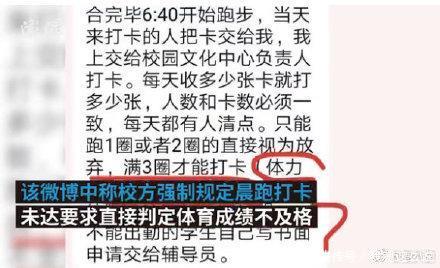 合完毕6:40开始跑步，当天
来打卡的人把卡交给我，我
上交给校园文化中心负责人
打卡。每天收多少张卡就打
多少张，人数和卡数必须一
致，每天都有人清点。只能
跑1圈或者2圈的直接视为放
弃，满3圈才能打卡（体力
该微博中称校方强制规定晨跑打卡
未达要求直接判定体育成绩不及格
不能出勤的学生自己写书面
申请交给辅导员。